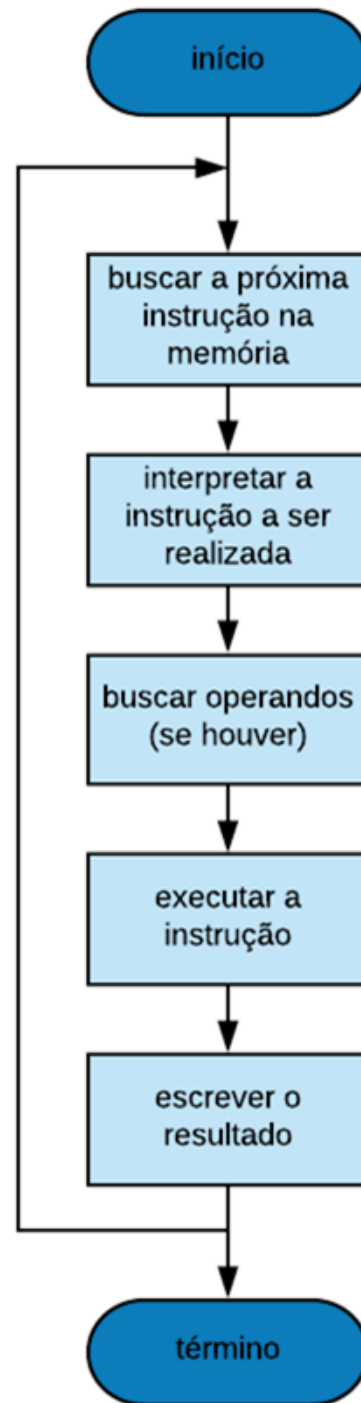 início
buscar a próxima
instrução na
memória
interpretar a
instrução a ser
realizada
buscar operandos
(se houver)
executar a
instrução
escrever o
resultado
término